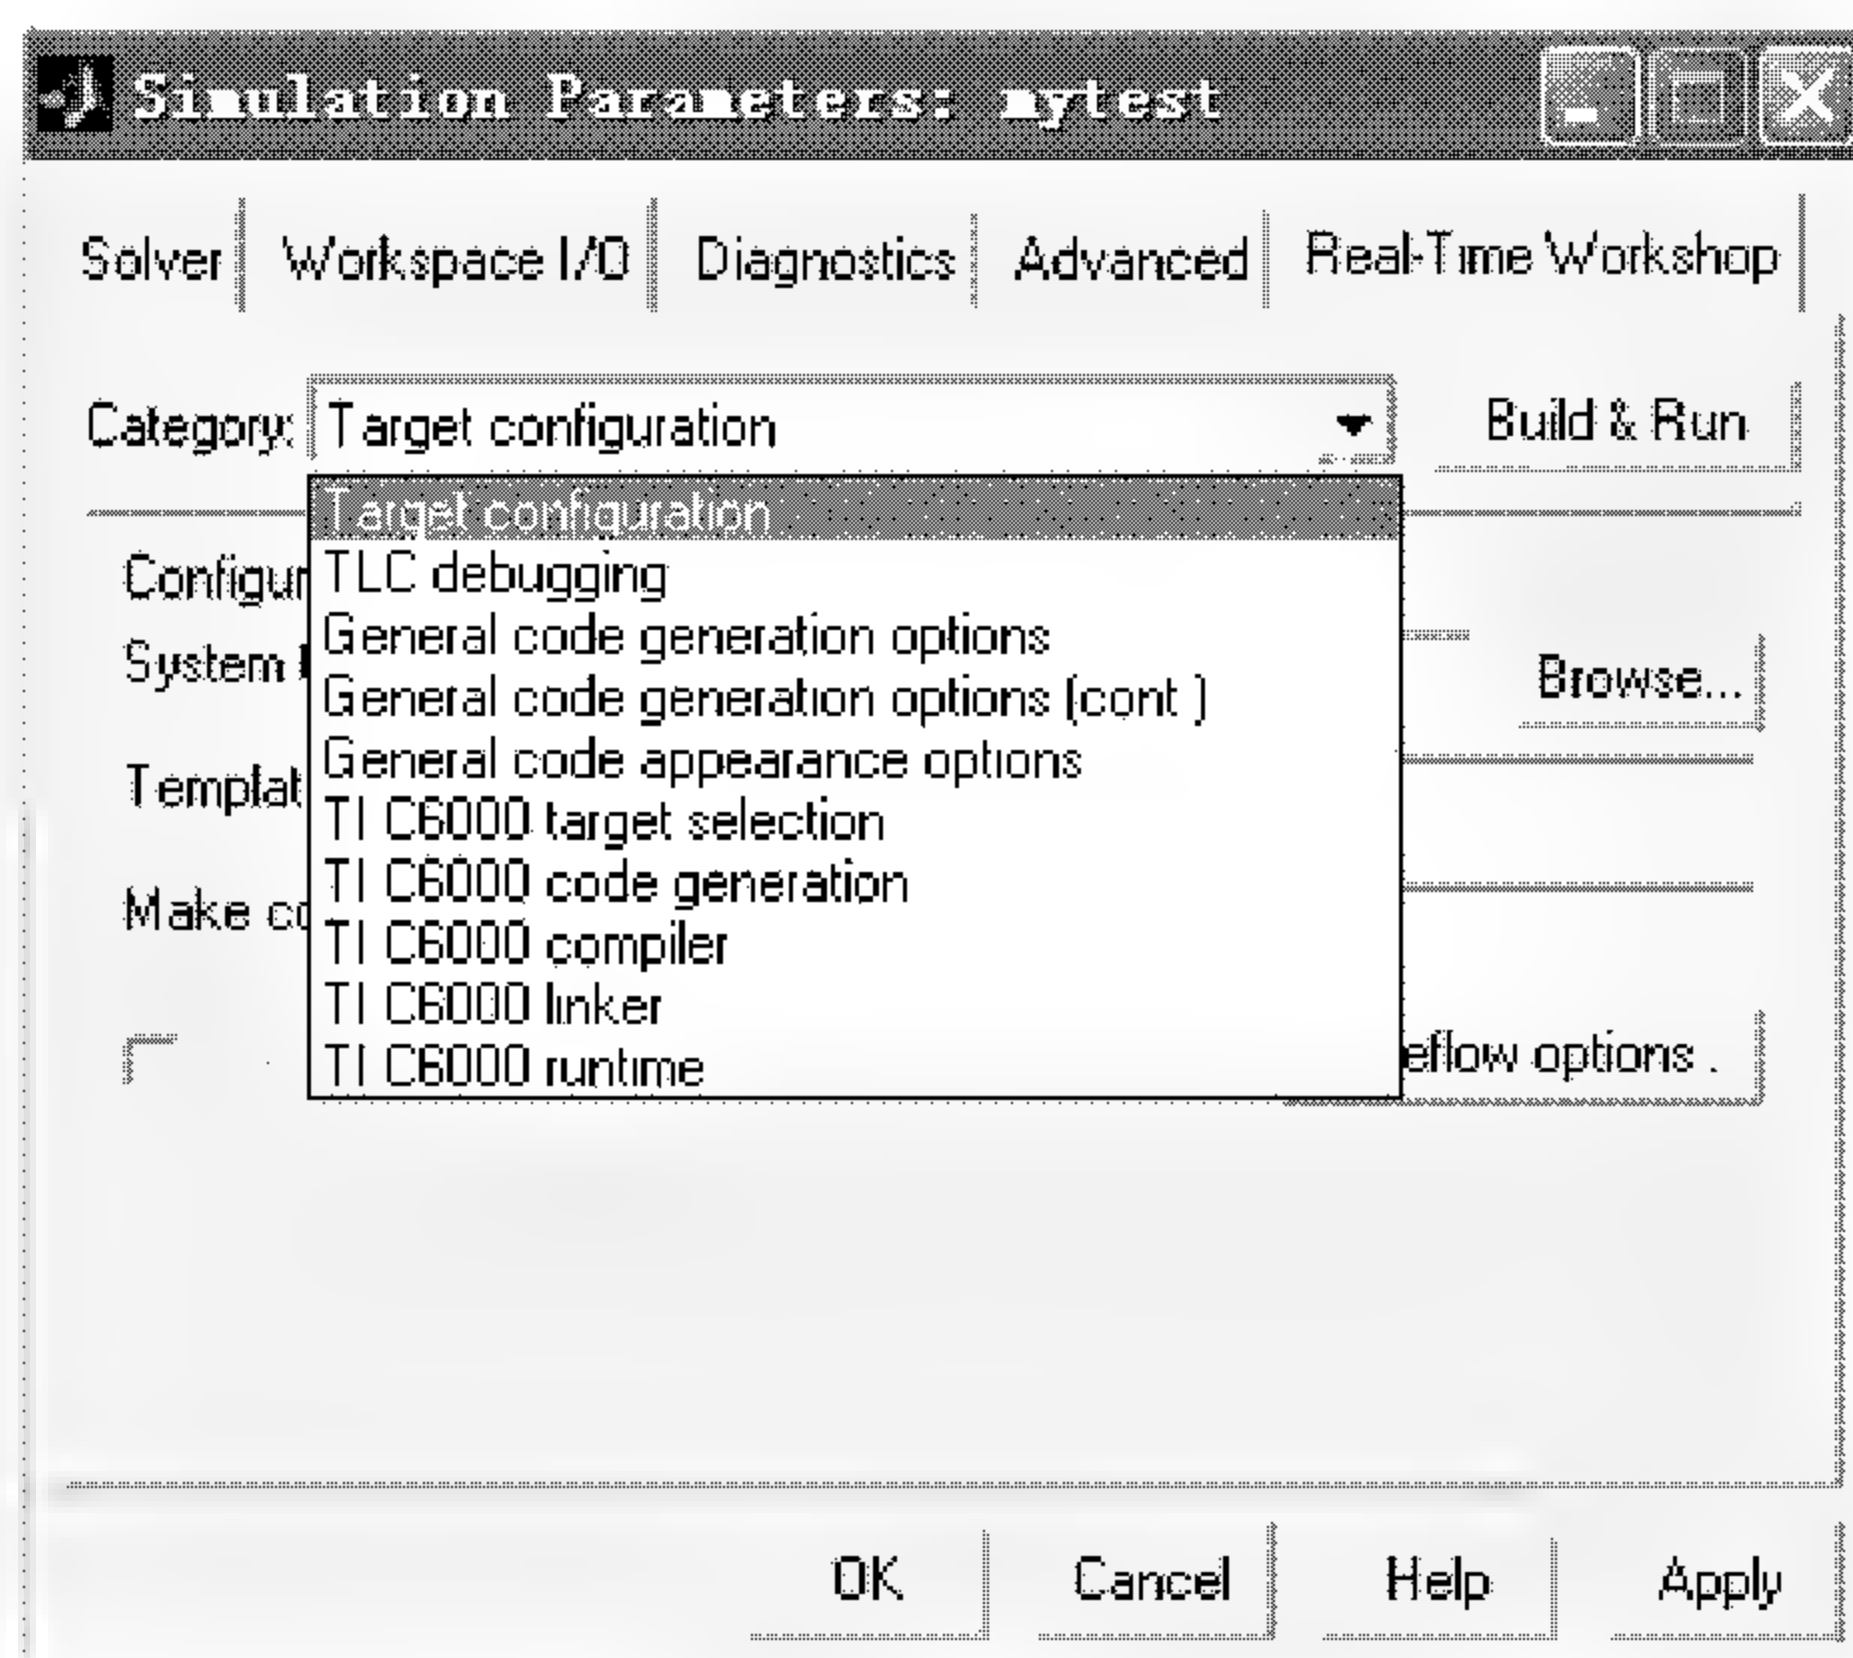 Simulation Parameters: mytest
Solver Workspace I/O Diagnostics Advanced Real-Time Workshop
Category: Target configuration Build & Run
Target configuration
Configur TLC debugging
General code generation options
System Browse...
General code generation options (cont )
General code appearance options
Templat
TI C6000 target selection
TI C6000 code generation
Make co
TI C6000 compiler
TI C6000 linker
eflow options .
TI C6000 runtime
OK Cancel Help Apply